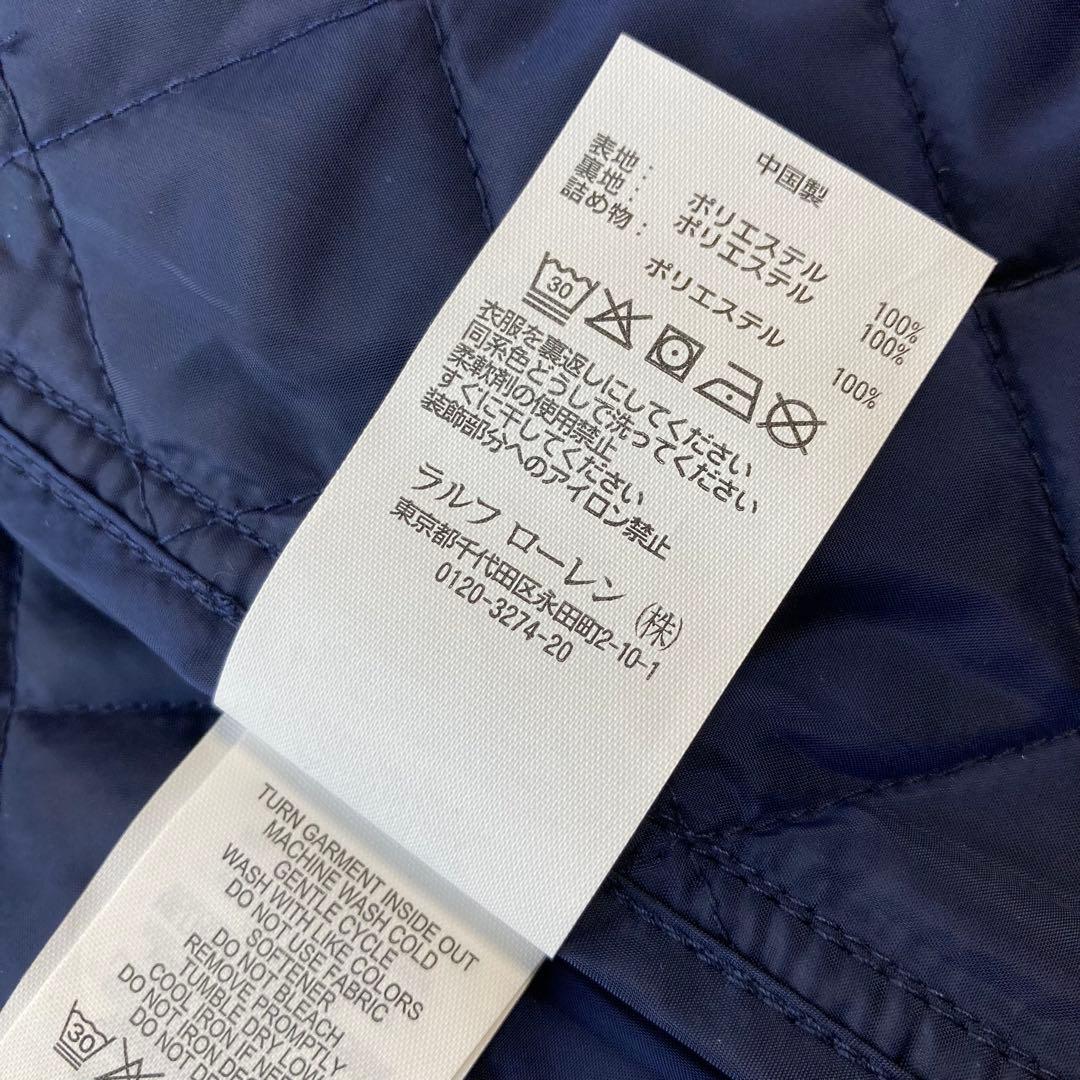 中国製
表地: ポリエステル 100%
裏地: ポリエステル 100%
詰め物: ポリエステル 100%
30
衣服を裏返しにしてください
同系色どうしで洗ってください
柔軟剤の使用禁止
すぐに干してください
装飾部分へのアイロン禁止
ラルフ ローレン (株)
東京都千代田区永田町2-10-1
0120-3274-20
TURN GARMENT INSIDE OUT
MACHINE WASH COLD
GENTLE CYCLE
WASH WITH LIKE COLORS
DO NOT USE FABRIC
SOFTENER
DO NOT BLEACH
REMOVE PROMPTLY
TUMBLE DRY LOW
COOL IRON IF NEE
DO NOT IRON DE
DO NOT DE
30